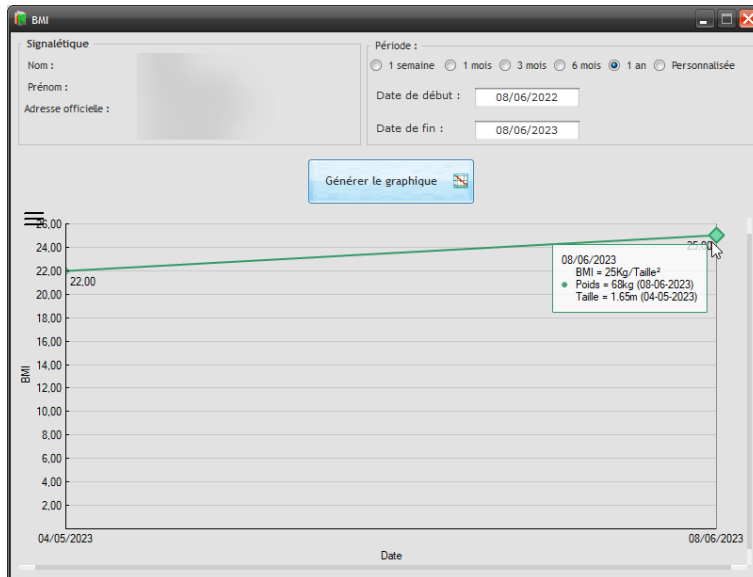 BMI
Signalétique
Nom :
Prénom :
Adresse officielle :
Période :
1 semaine 1 mois 3 mois 6 mois 1 an Personnalisée
Date de début : 08/06/2022
Date de fin : 08/06/2023
Générer le graphique
26,00
24,00
22,00
20,00
18,00
16,00
14,00
12,00
10,00
8,00
6,00
4,00
2,00
BMI
22,00
25,00
08/06/2023
BMI = 25Kg/Taille²
Poids = 68kg (08-06-2023)
Taille = 1.65m (04-05-2023)
04/05/2023 08/06/2023
Date